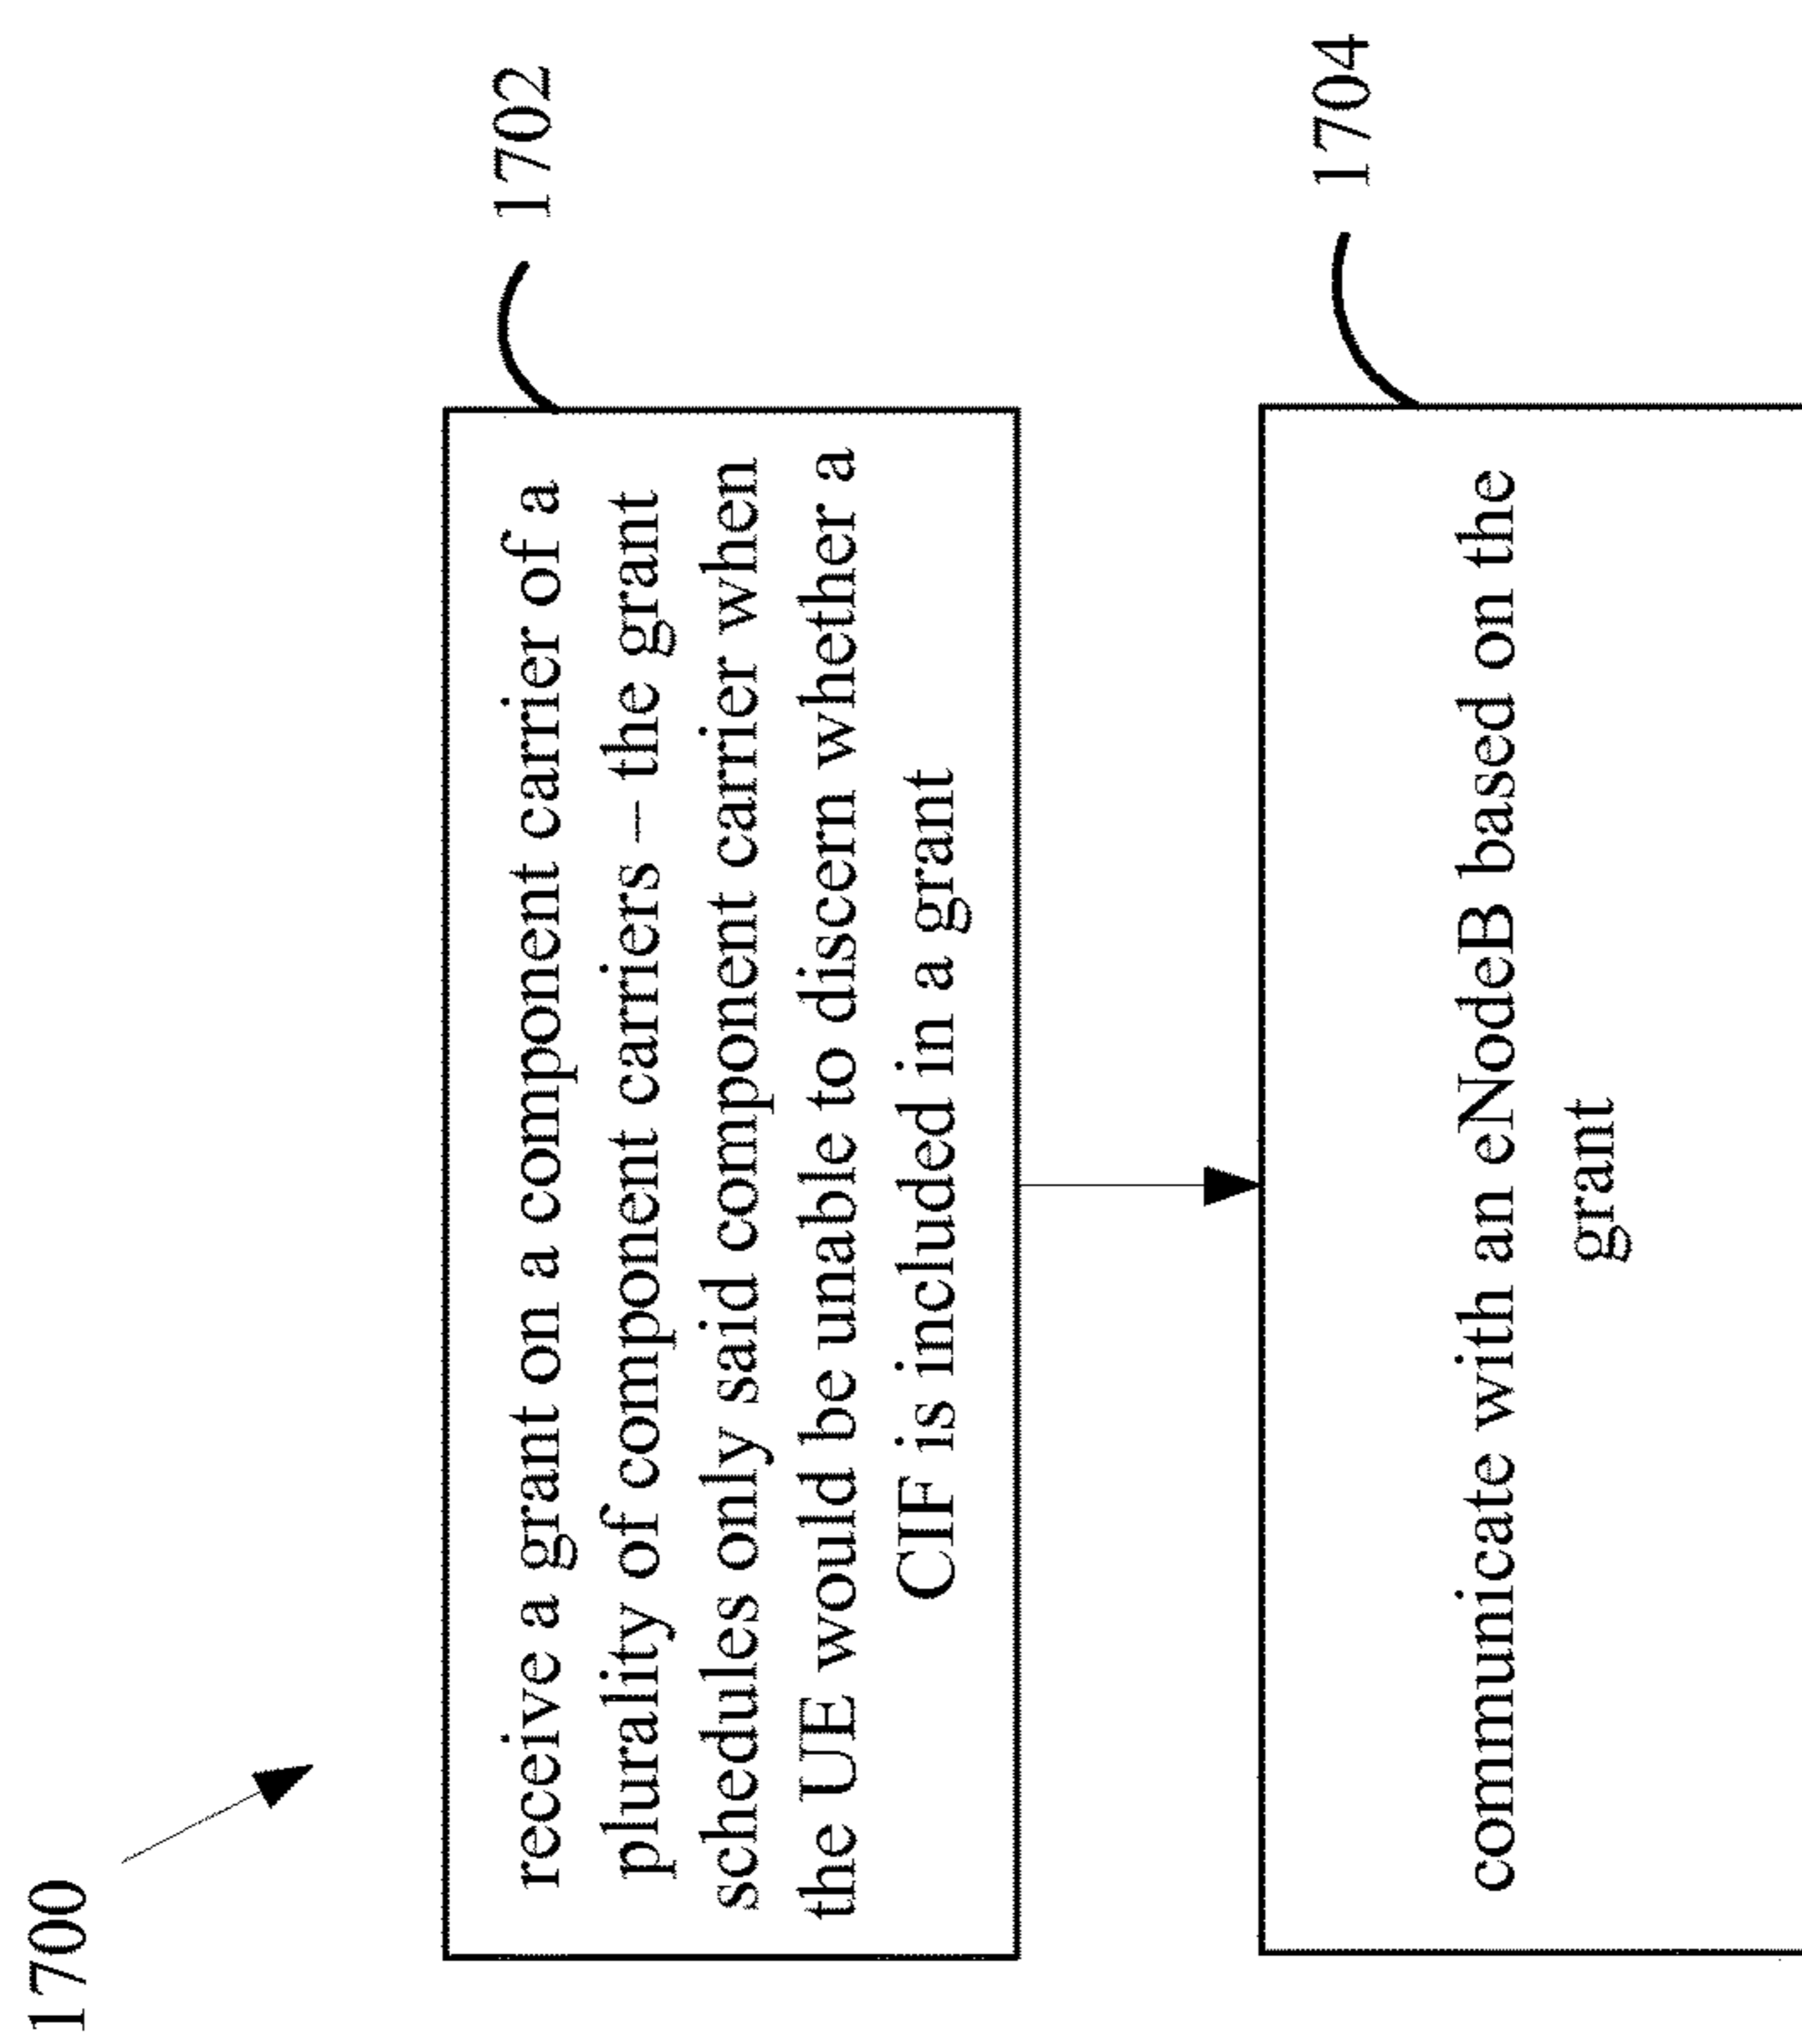 1700
receive a grant on a component carrier of a
plurality of component carriers – the grant
schedules only said component carrier when
the UE would be unable to discern whether a
CIF is included in a grant
1702
communicate with an eNodeB based on the
grant
1704